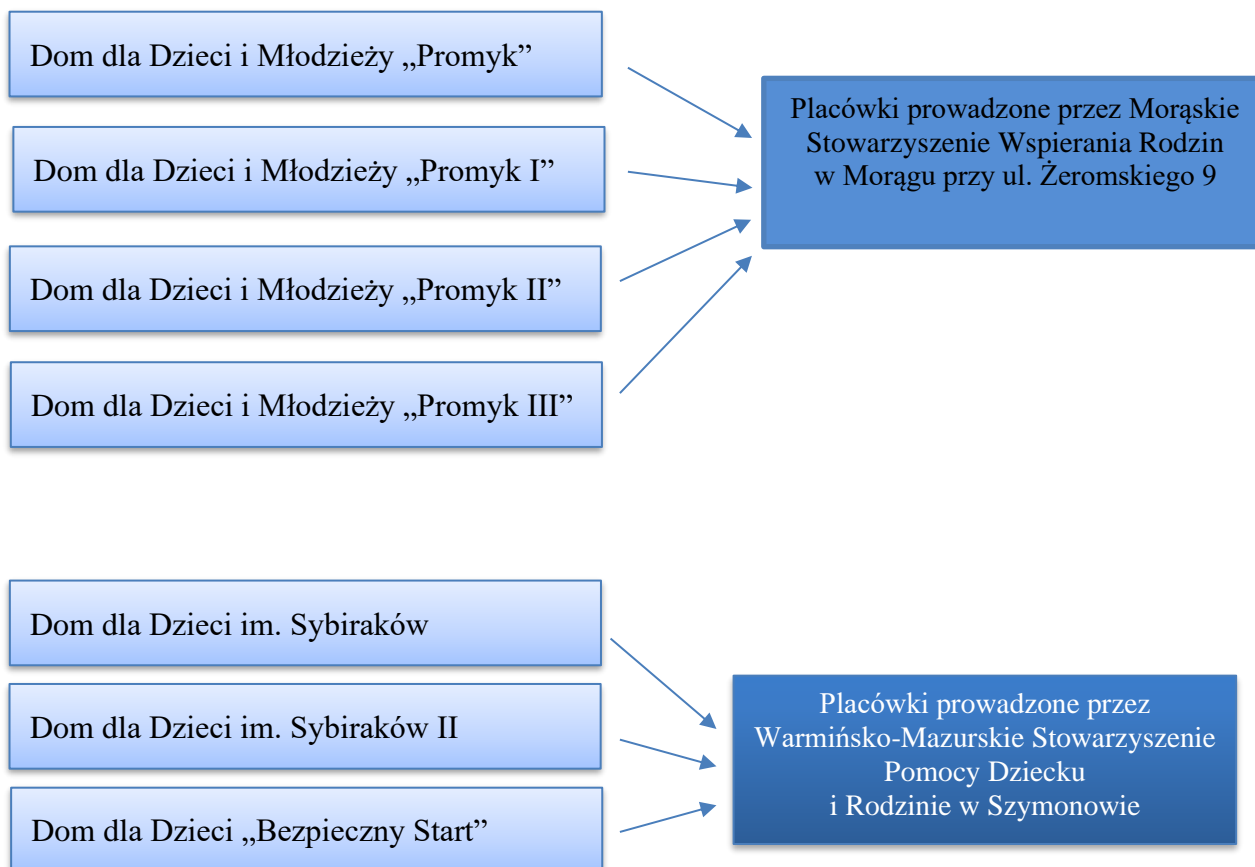 Dom dla Dzieci i Młodzieży „Promyk”
Dom dla Dzieci i Młodzieży „Promyk I”
Dom dla Dzieci i Młodzieży „Promyk II”
Dom dla Dzieci i Młodzieży „Promyk III”
Placówki prowadzone przez Morąskie
Stowarzyszenie Wspierania Rodzin
w Morągu przy ul. Żeromskiego 9
Dom dla Dzieci im. Sybiraków
Dom dla Dzieci im. Sybiraków II
Dom dla Dzieci „Bezpieczny Start”
Placówki prowadzone przez
Warmińsko-Mazurskie Stowarzyszenie
Pomocy Dziecku
i Rodzinie w Szymonowie